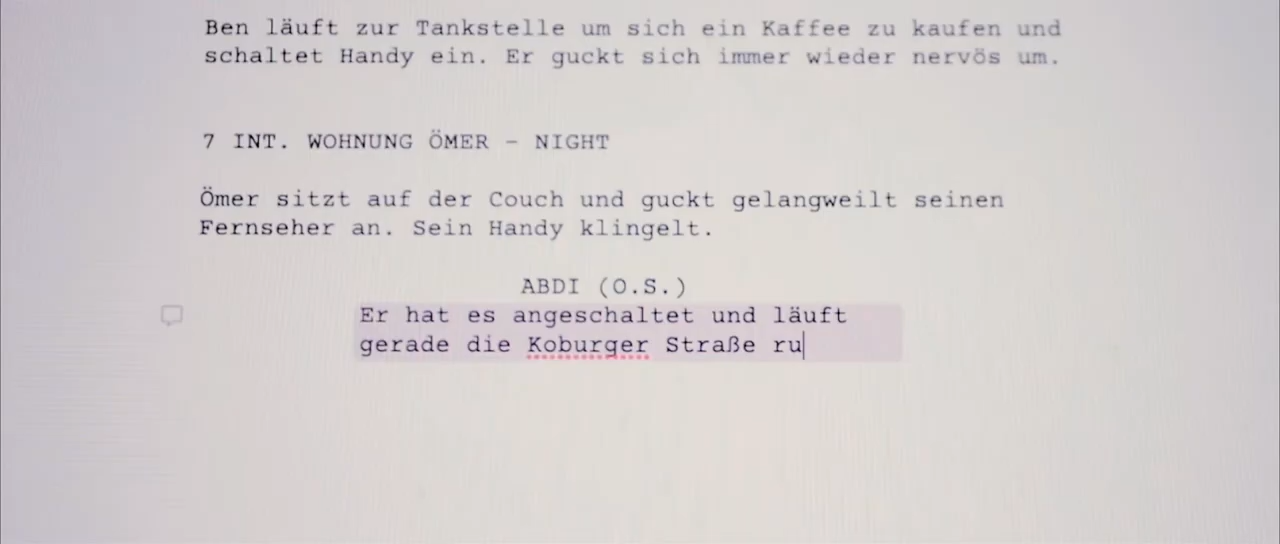 Ben läuft zur Tankstelle um sich ein Kaffee zu kaufen und
schaltet Handy ein. Er guckt sich immer wieder nervös um.
7 INT. WOHNUNG ÖMER - NIGHT
Ömer sitzt auf der Couch und guckt gelangweilt seinen
Fernseher an. Sein Handy klingelt.
ABDI (O.S.)
Er hat es angeschaltet und läuft
gerade die Koburger Straße ru